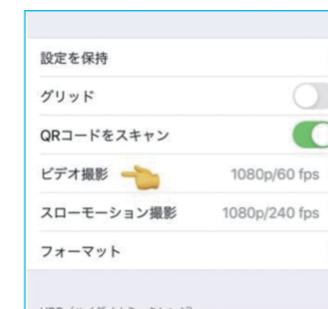 設定を保持
グリッド
QRコードをスキャン
ビデオ撮影 1080p/60 fps
スローモーション撮影 1080p/240 fps
フォーマット